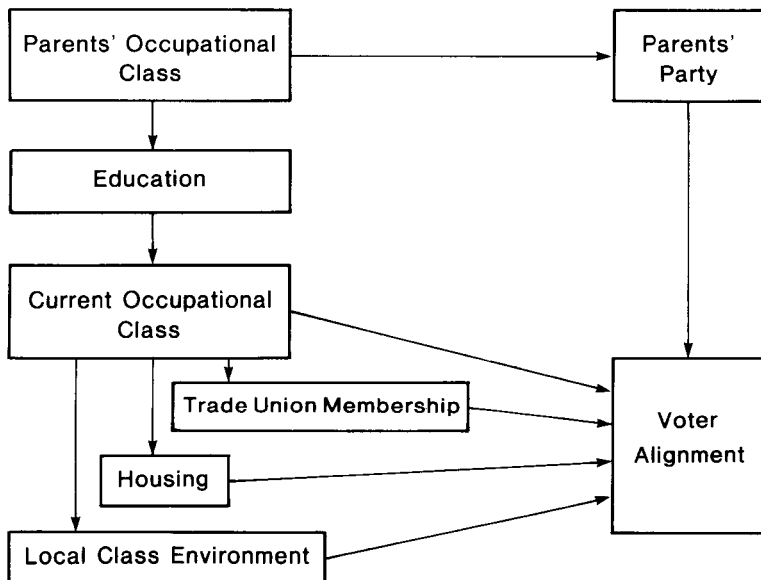 Parents' Occupational
Class
Parents'
Party
Education
Current Occupational
Class
Trade Union Membership
Voter
Alignment
Housing
Local Class Environment